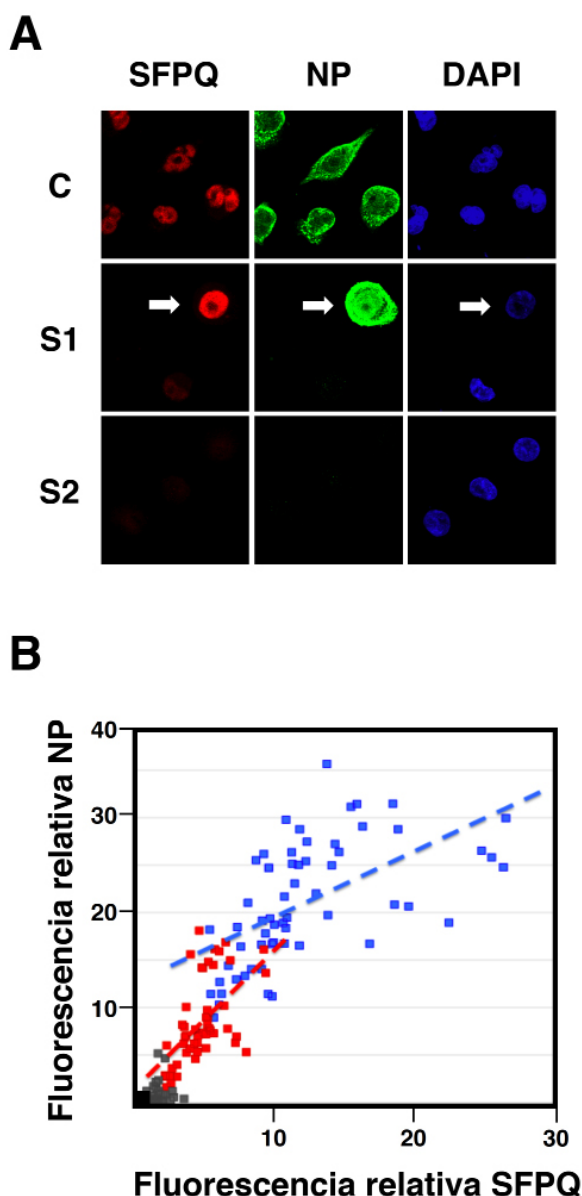 A
SFPQ NP DAPI
C
S1
S2
B
Fluorescencia relativa NP
40
30
20
10
10 20 30
Fluorescencia relativa SFPQ